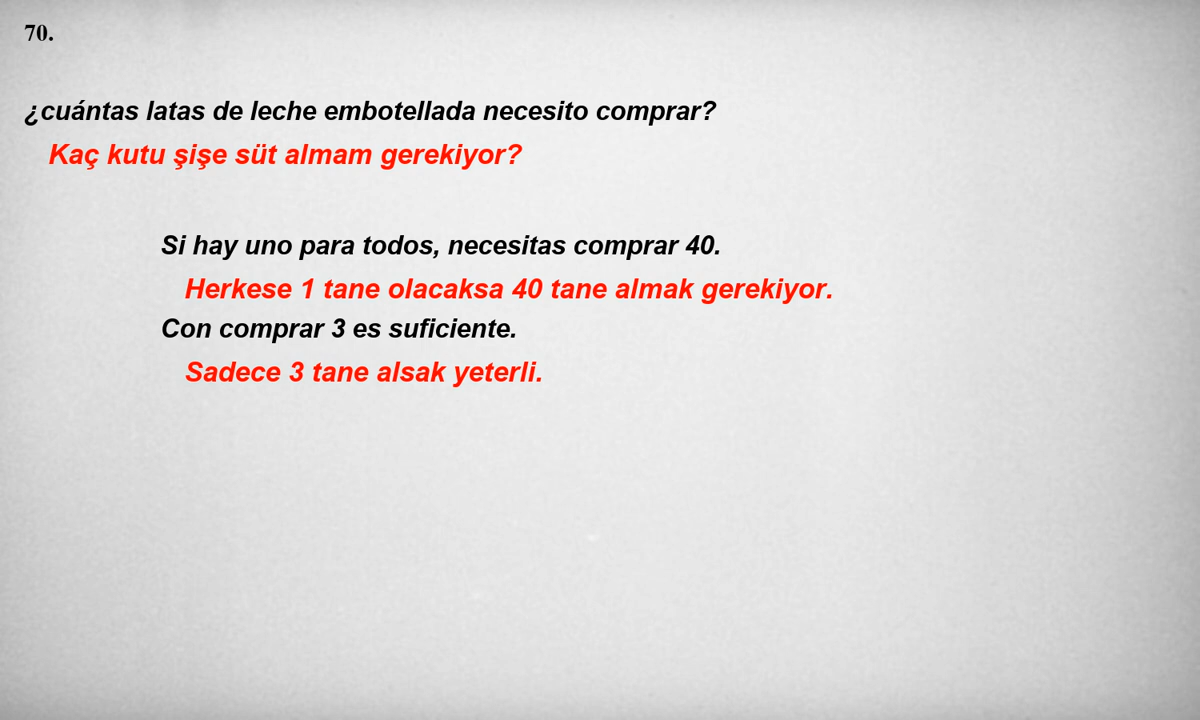 70.
¿cuántas latas de leche embotellada necesito comprar?
Kaç kutu şişe süt almam gerekiyor?
Si hay uno para todos, necesitas comprar 40.
Herkese 1 tane olacaksa 40 tane almak gerekiyor.
Con comprar 3 es suficiente.
Sadece 3 tane alsak yeterli.